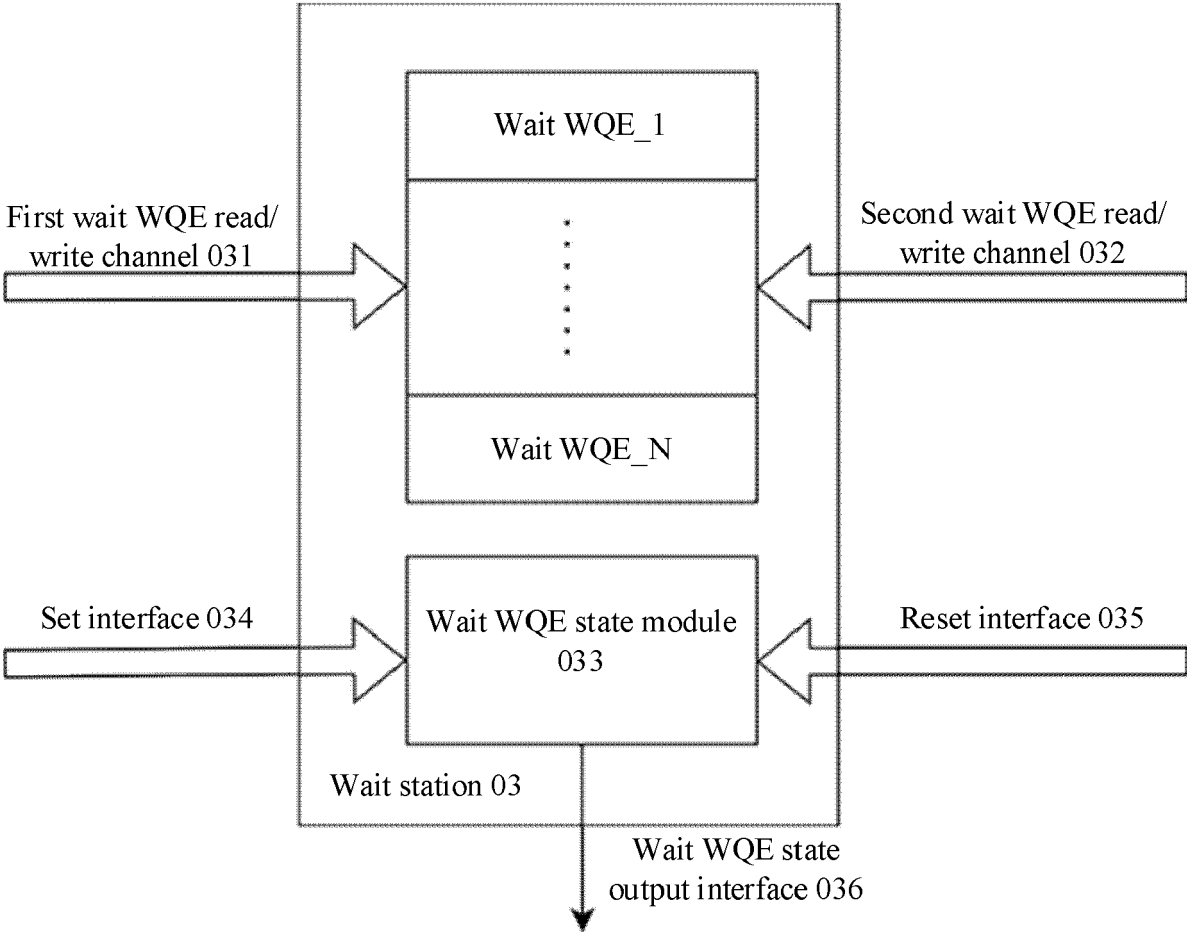 Wait WQE_1
First wait WQE read/
write channel 031
Second wait WQE read/
write channel 032
Wait WQE_N
Set interface 034
Wait WQE state module
033
Reset interface 035
Wait station 03
Wait WQE state
output interface 036